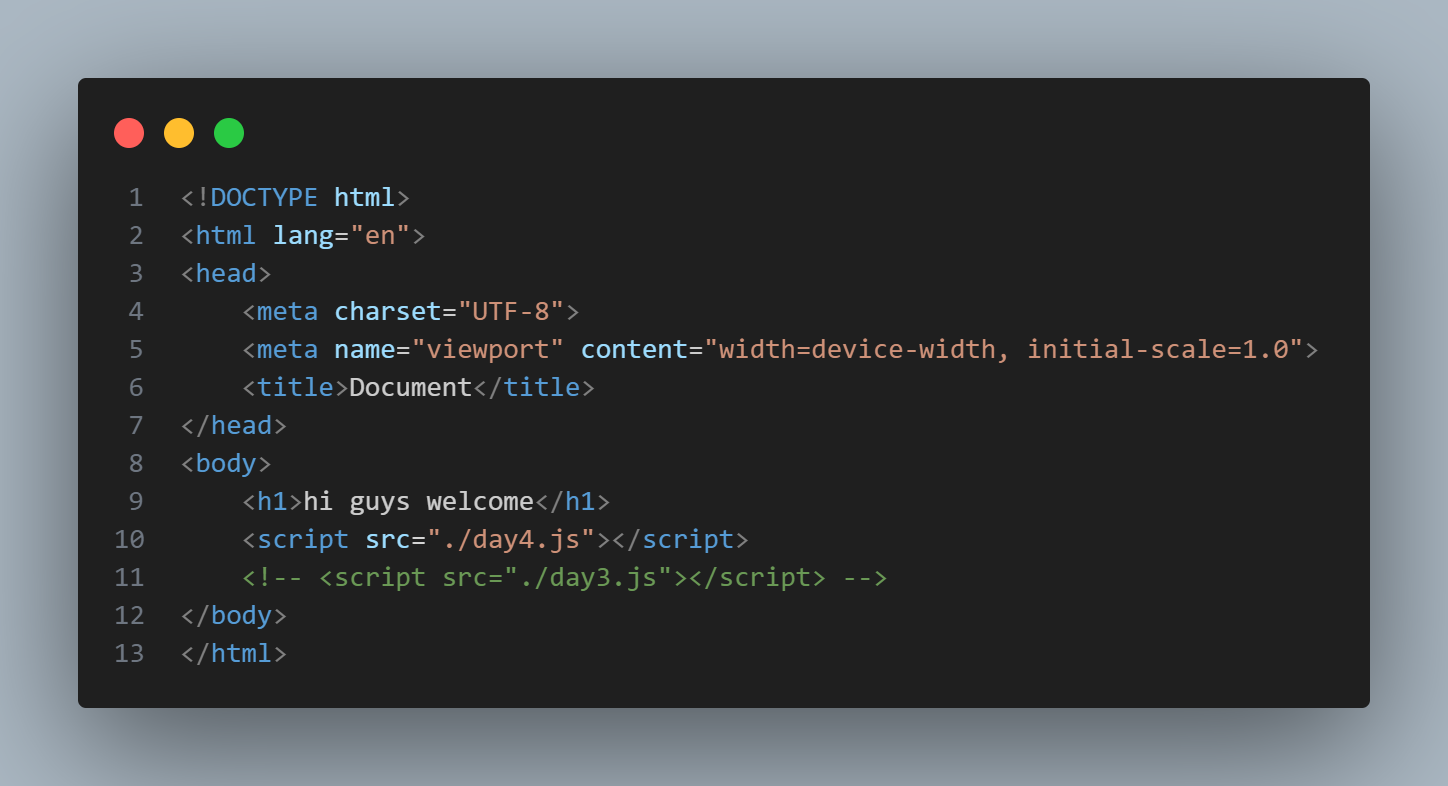 1 <!DOCTYPE html>
2 <html lang="en">
3 <head>
4     <meta charset="UTF-8">
5     <meta name="viewport" content="width=device-width, initial-scale=1.0">
6     <title>Document</title>
7 </head>
8 <body>
9     <h1>hi guys welcome</h1>
10     <script src="./day4.js"></script>
11     <!-- <script src="./day3.js"></script> -->
12 </body>
13 </html>